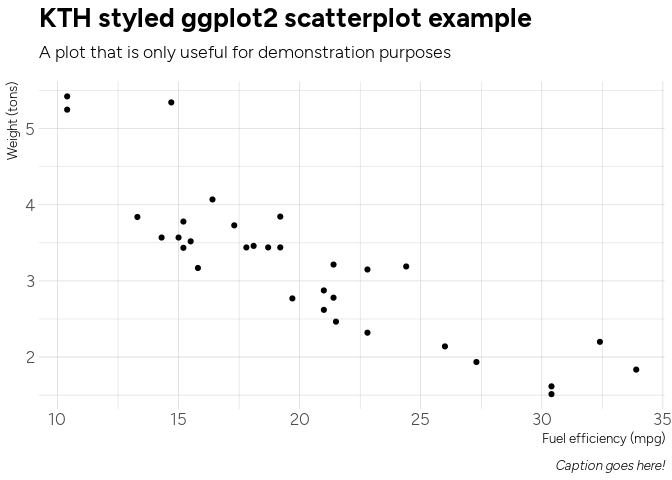 KTH styled ggplot2 scatterplot example
A plot that is only useful for demonstration purposes
Weight (tons)
5
4
3
2
10 15 20 25 30 35
Fuel efficiency (mpg)
Caption goes here!